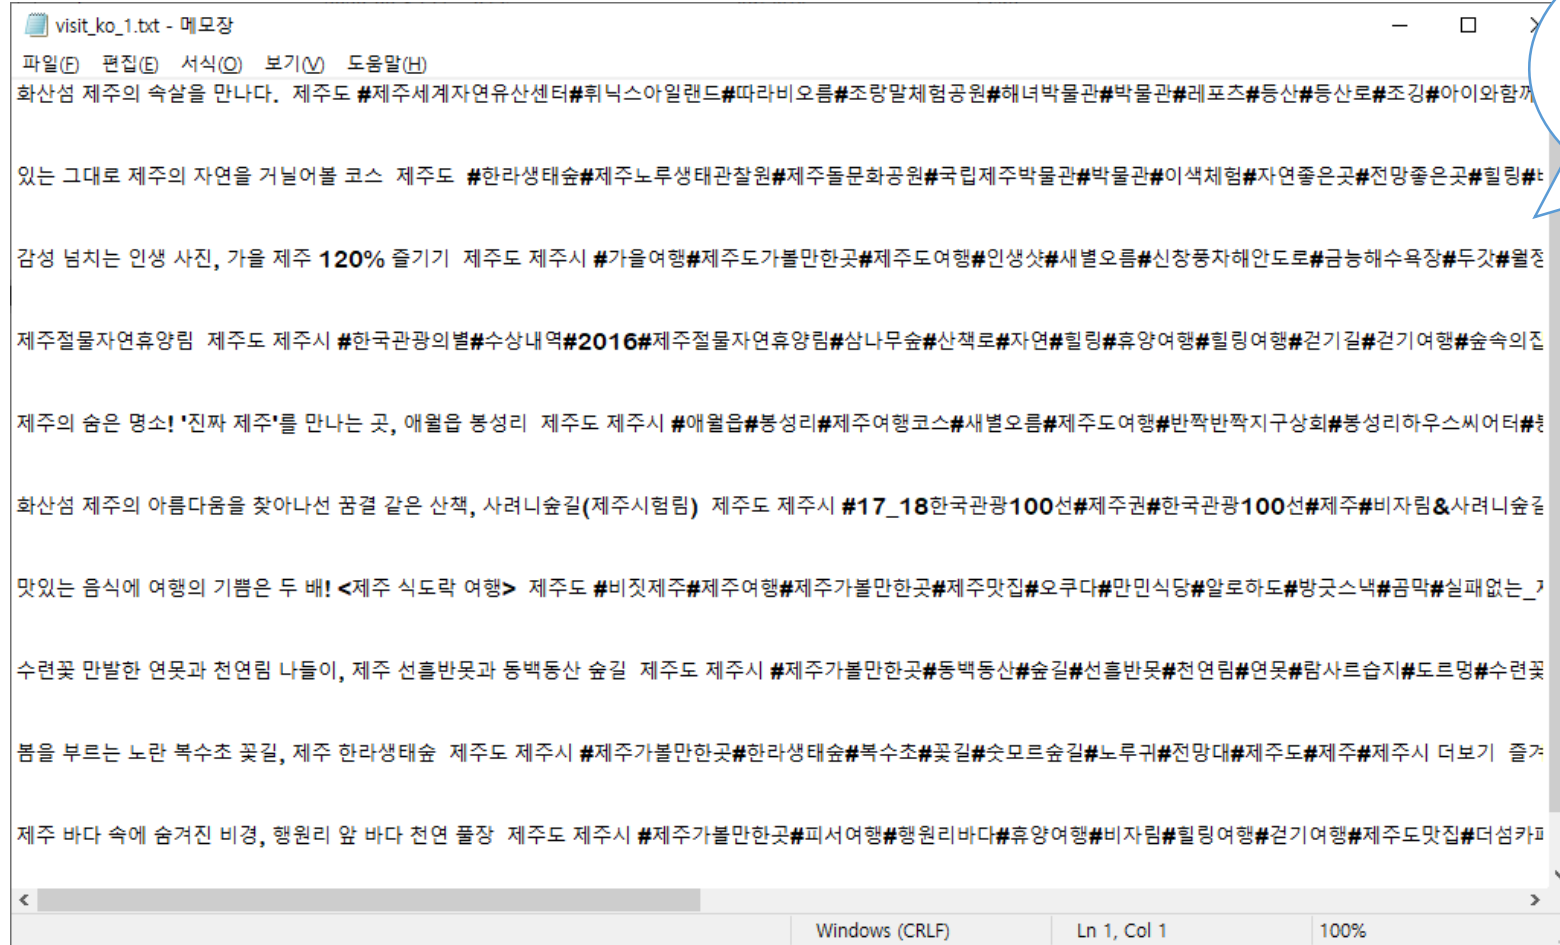 visit_ko_1.txt - 메모장
파일(F) 편집(E) 서식(O) 보기(V) 도움말(H)
화산섬 제주의 속살을 만나다. 제주도 #제주세계자연유산센터#휘닉스아일랜드#따라비오름#조랑말체험공원#해녀박물관#박물관#레포츠#등산#등산로#조깅#아이와함께
있는 그대로 제주의 자연을 거닐어볼 코스 제주도 #한라생태숲#제주노루생태관찰원#제주돌문화공원#국립제주박물관#박물관#이색체험#자연좋은곳#전망좋은곳#힐링#
감성 넘치는 인생 사진, 가을 제주 120% 즐기기 제주도 제주시 #가을여행#제주도가볼만한곳#제주도여행#인생샷#새별오름#신창풍차해안도로#금능해수욕장#두갓#월정
제주절물자연휴양림 제주도 제주시 #한국관광의별#수상내역#2016#제주절물자연휴양림#삼나무숲#산책로#자연#힐링#휴양여행#힐링여행#걷기길#걷기여행#숲속의집
제주의 숨은 명소! '진짜 제주'를 만나는 곳, 애월읍 봉성리 제주도 제주시 #애월읍#봉성리#제주여행코스#새별오름#제주도여행#반짝반짝지구상회#봉성리하우스씨어터#
화산섬 제주의 아름다움을 찾아나선 꿈결 같은 산책, 사려니숲길(제주시험림) 제주도 제주시 #17_18한국관광100선#제주권#한국관광100선#제주#비자림&사려니숲길
맛있는 음식에 여행의 기쁨은 두 배! <제주 식도락 여행> 제주도 #비짓제주#제주여행#제주가볼만한곳#제주맛집#오쿠다#만민식당#알로하도#방긋스낵#곰막#실패없는_
수련꽃 만발한 연못과 천연림 나들이, 제주 선흘반못과 동백동산 숲길 제주도 제주시 #제주가볼만한곳#동백동산#숲길#선흘반못#천연림#연못#람사르습지#도르멍#수련꽃
봄을 부르는 노란 복수초 꽃길, 제주 한라생태숲 제주도 제주시 #제주가볼만한곳#한라생태숲#복수초#꽃길#숫모르숲길#노루귀#전망대#제주도#제주#제주시 더보기 즐겨
제주 바다 속에 숨겨진 비경, 행원리 앞 바다 천연 풀장 제주도 제주시 #제주가볼만한곳#피서여행#행원리바다#휴양여행#비자림#힐링여행#걷기여행#제주도맛집#더섬카페
Windows (CRLF) Ln 1, Col 1 100%